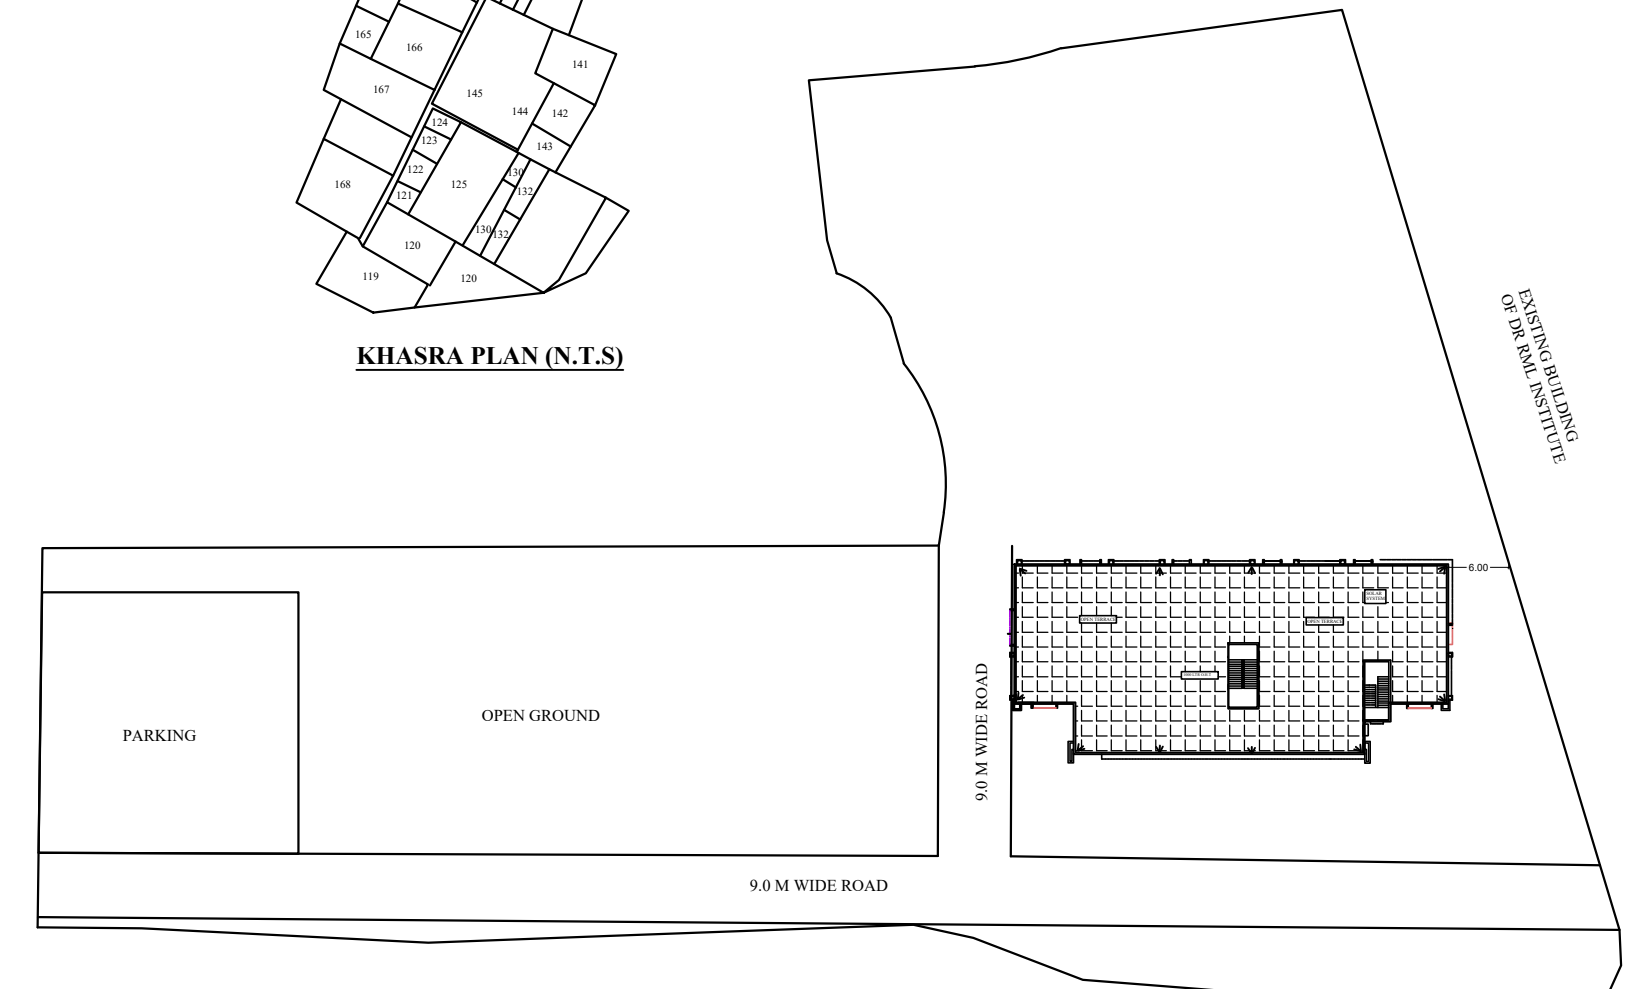 165
166
141
167
145
144
142
124
123
143
122
130
168
125
132
121
130
132
120
119
120
KHASRA PLAN (N.T.S)
EXISTING BUILDING
OF DR RML INSTITUTE
6.00
SOLAR
SYSTEM
OPEN TERRACE
OPEN TERRACE
9.0 M WIDE ROAD
OPEN GROUND
PARKING
9.0 M WIDE ROAD